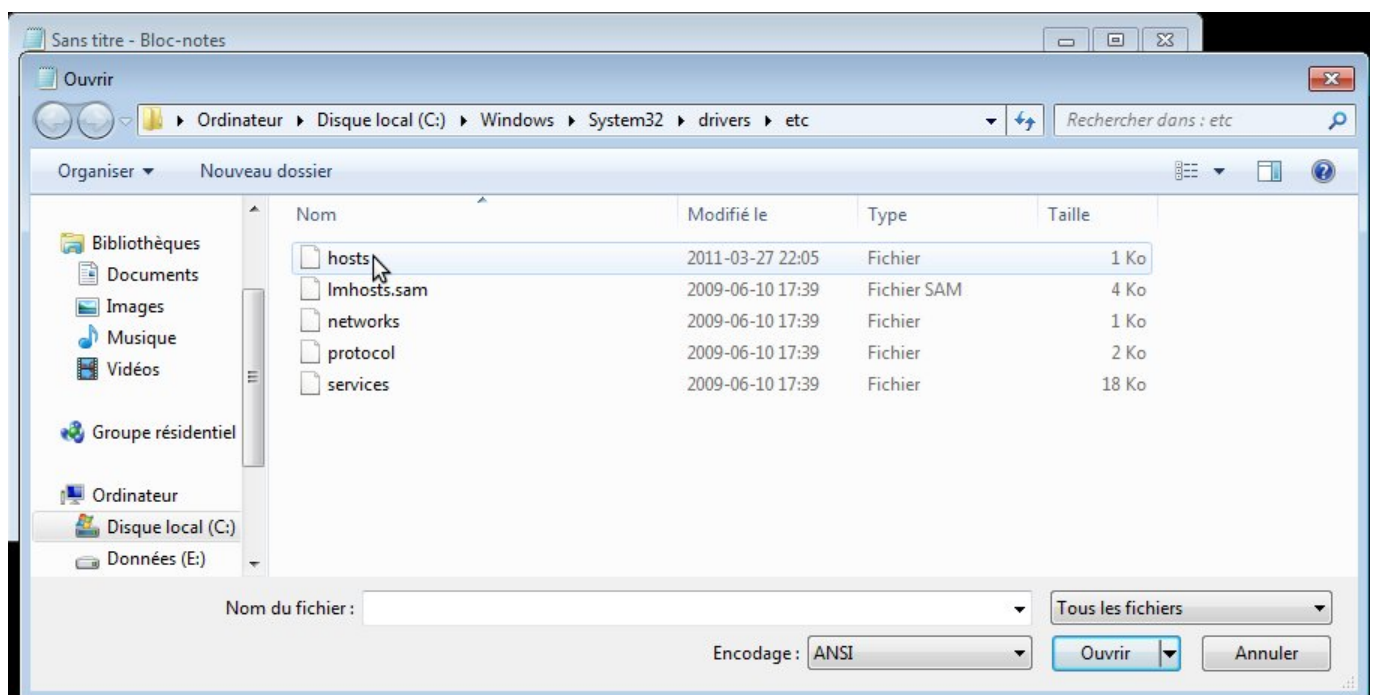 Sans titre - Bloc-notes
Ouvrir
Ordinateur Disque local (C:) Windows System32 drivers etc Rechercher dans : etc
Organiser Nouveau dossier
Nom Modifié le Type Taille
Bibliothèques
Documents
Images
Musique
Vidéos
Groupe résidentiel
Ordinateur
Disque local (C:)
Données (E:)
hosts 2011-03-27 22:05 Fichier 1 Ko
lmhosts.sam 2009-06-10 17:39 Fichier SAM 4 Ko
networks 2009-06-10 17:39 Fichier 1 Ko
protocol 2009-06-10 17:39 Fichier 2 Ko
services 2009-06-10 17:39 Fichier 18 Ko
Nom du fichier : Tous les fichiers
Encodage : ANSI Ouvrir Annuler